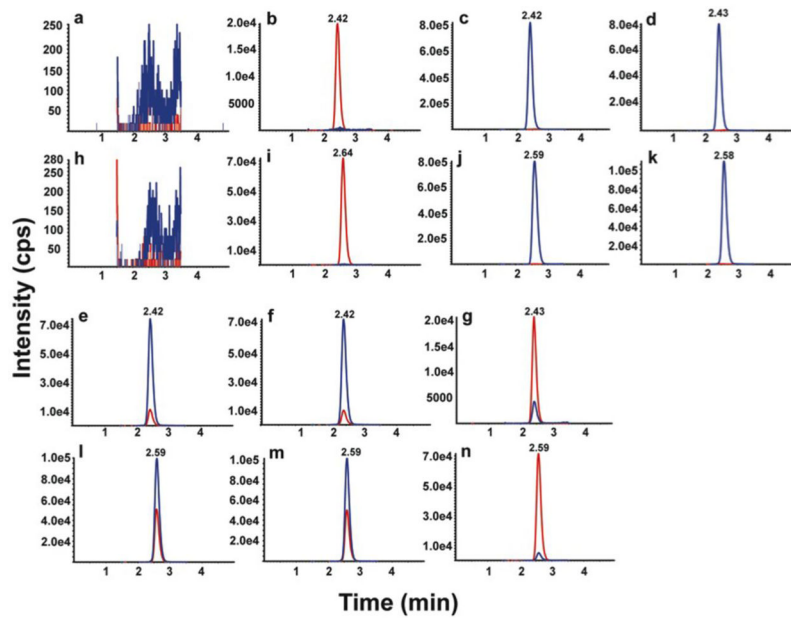 a
250
200
150
100
50
1 2 3 4
b
2.42
2.0e4
1.5e4
1.0e4
5000
1 2 3 4
c
2.42
8.0e5
6.0e5
4.0e5
2.0e5
1 2 3 4
d
2.43
8.0e4
6.0e4
4.0e4
2.0e4
1 2 3 4
h
280
250
200
150
100
50
1 2 3 4
i
2.64
7.0e4
5.0e4
3.0e4
1.0e4
1 2 3 4
j
2.59
8.0e5
6.0e5
4.0e5
2.0e5
1 2 3 4
k
2.58
1.0e5
8.0e4
6.0e4
4.0e4
2.0e4
1 2 3 4
Intensity (cps)
e
2.42
7.0e4
5.0e4
3.0e4
1.0e4
1 2 3 4
f
2.42
7.0e4
5.0e4
3.0e4
1.0e4
1 2 3 4
g
2.43
2.0e4
1.5e4
1.0e4
5000
1 2 3 4
l
2.59
1.0e5
8.0e4
6.0e4
4.0e4
2.0e4
1 2 3 4
m
2.59
1.0e5
8.0e4
6.0e4
4.0e4
2.0e4
1 2 3 4
n
2.59
7.0e4
5.0e4
3.0e4
1.0e4
1 2 3 4
Time (min)